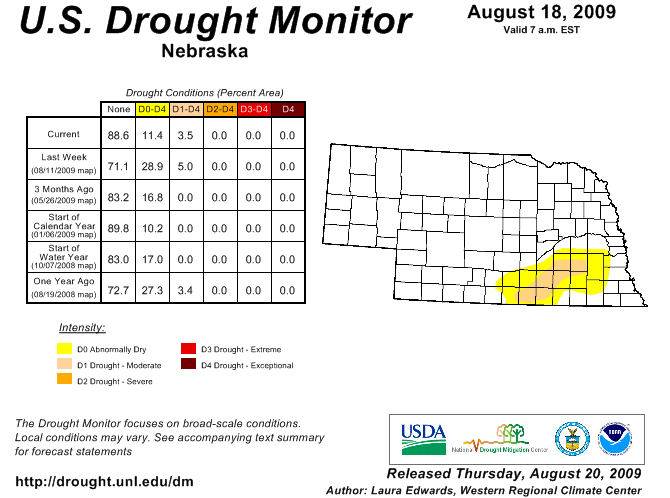 U.S. Drought Monitor
Nebraska
August 18, 2009
Valid 7 a.m. EST
Drought Conditions (Percent Area)
None D0-D4 D1-D4 D2-D4 D3-D4 D4
Current 88.6 11.4 3.5 0.0 0.0 0.0
Last Week
(08/11/2009 map) 71.1 28.9 5.0 0.0 0.0 0.0
3 Months Ago
(05/26/2009 map) 83.2 16.8 0.0 0.0 0.0 0.0
Start of
Calendar Year
(01/06/2009 map) 89.8 10.2 0.0 0.0 0.0 0.0
Start of
Water Year
(10/07/2008 map) 83.0 17.0 0.0 0.0 0.0 0.0
One Year Ago
(08/19/2008 map) 72.7 27.3 3.4 0.0 0.0 0.0
Intensity:
D0 Abnormally Dry
D1 Drought - Moderate
D2 Drought - Severe
D3 Drought - Extreme
D4 Drought - Exceptional
The Drought Monitor focuses on broad-scale conditions.
Local conditions may vary. See accompanying text summary
for forecast statements
http://drought.unl.edu/dm
USDA
National Drought Mitigation Center
NOAA
Released Thursday, August 20, 2009
Author: Laura Edwards, Western Regional Climate Center